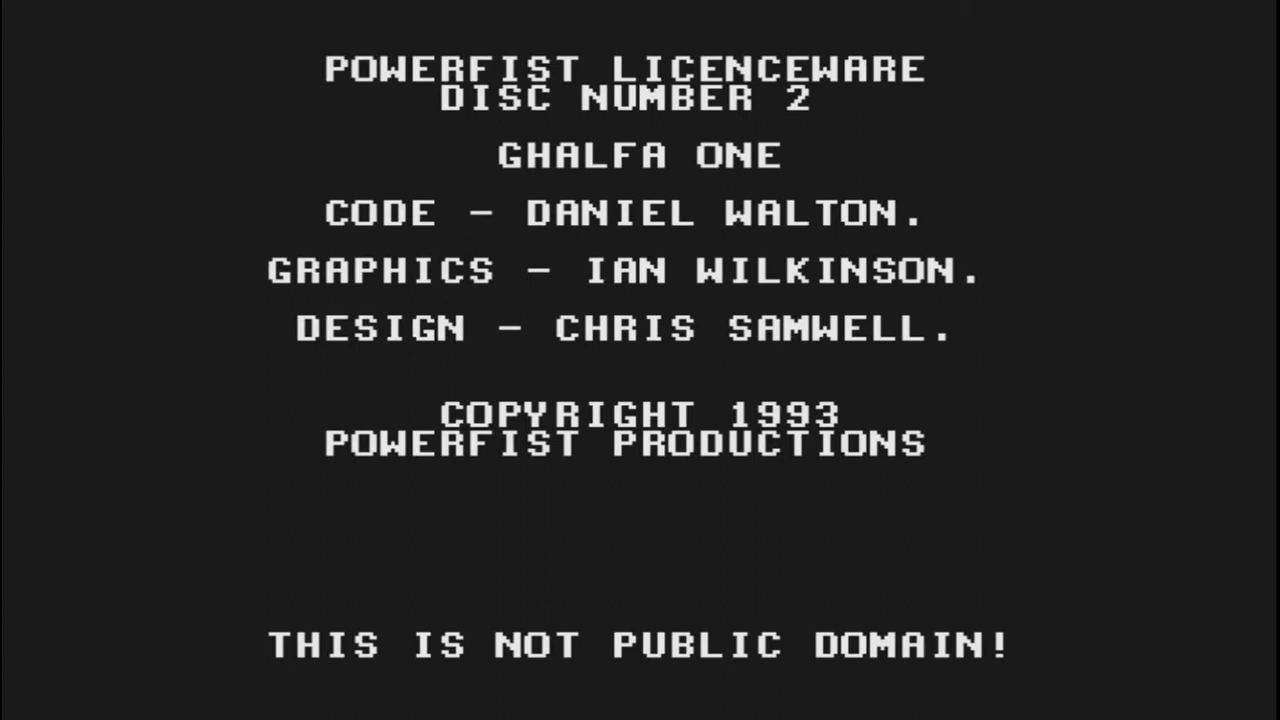 POWERFIST LICENCEWARE
DISC NUMBER 2
GHALFA ONE
CODE - DANIEL WALTON.
GRAPHICS - IAN WILKINSON.
DESIGN - CHRIS SAMWELL.
COPYRIGHT 1993
POWERFIST PRODUCTIONS
THIS IS NOT PUBLIC DOMAIN!